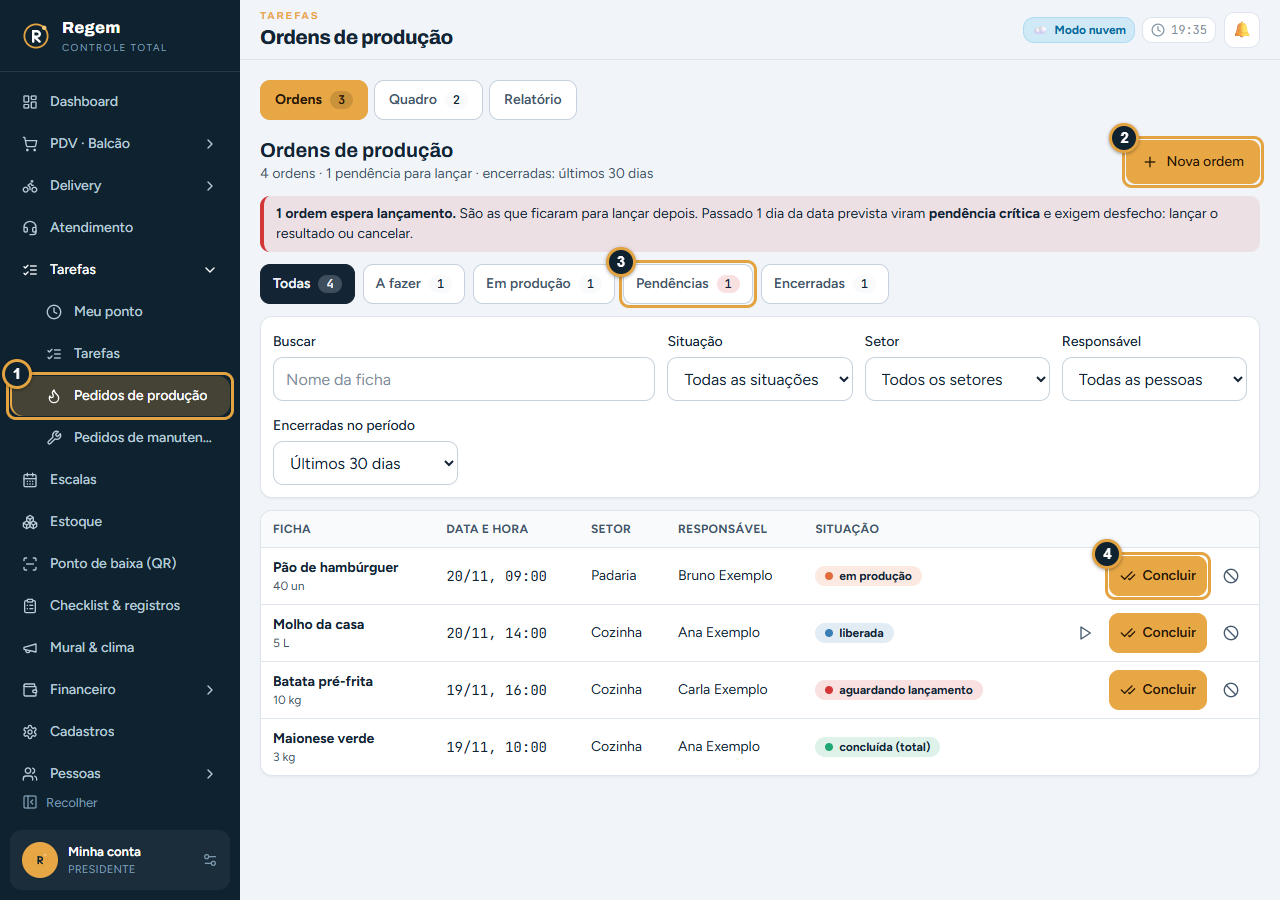 R
Regem
CONTROLE TOTAL
Dashboard
PDV · Balcão
Delivery
Atendimento
Tarefas
Meu ponto
Tarefas
1
Pedidos de produção
Pedidos de manuten...
Escalas
Estoque
Ponto de baixa (QR)
Checklist & registros
Mural & clima
Financeiro
Cadastros
Pessoas
Recolher
R
Minha conta
PRESIDENTE
TAREFAS
Ordens de produção
Modo nuvem
19:35
Ordens 3
Quadro 2
Relatório
Ordens de produção
4 ordens · 1 pendência para lançar · encerradas: últimos 30 dias
2
Nova ordem
1 ordem espera lançamento. São as que ficaram para lançar depois. Passado 1 dia da data prevista viram pendência crítica e exigem desfecho: lançar o
resultado ou cancelar.
Todas 4
A fazer 1
Em produção 1
3
Pendências 1
Encerradas 1
Buscar
Nome da ficha
Situação
Todas as situações
Setor
Todos os setores
Responsável
Todas as pessoas
Encerradas no período
Últimos 30 dias
FICHA DATA E HORA SETOR RESPONSÁVEL SITUAÇÃO
4
Pão de hambúrguer 20/11, 09:00 Padaria Bruno Exemplo em produção Concluir
40 un
Molho da casa 20/11, 14:00 Cozinha Ana Exemplo liberada Concluir
5 L
Batata pré-frita 19/11, 16:00 Cozinha Carla Exemplo aguardando lançamento Concluir
10 kg
Maionese verde 19/11, 10:00 Cozinha Ana Exemplo concluída (total)
3 kg